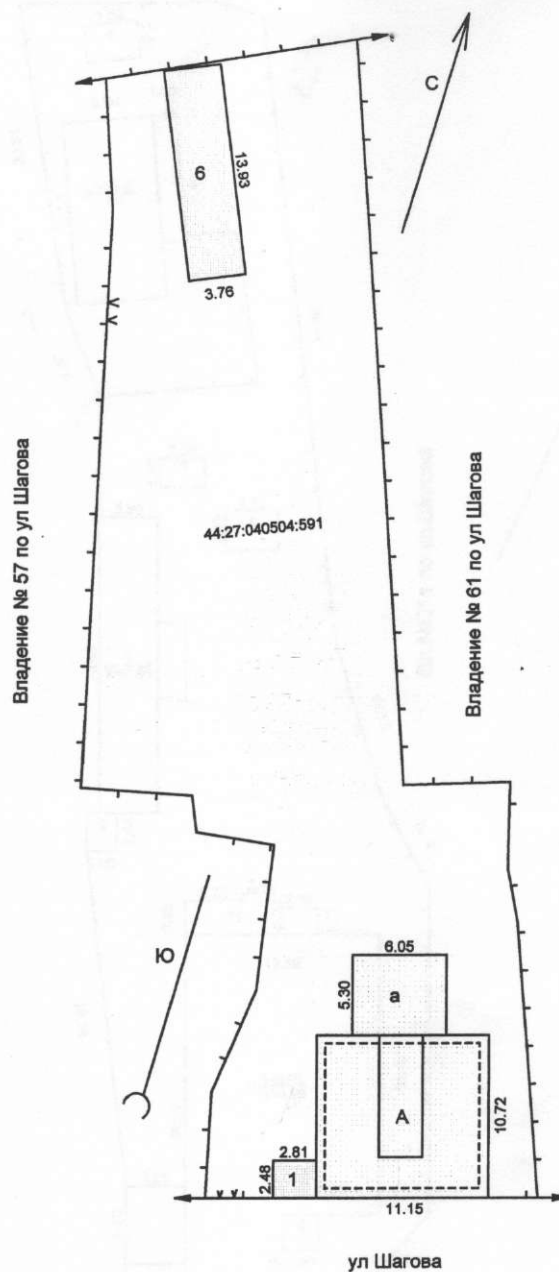 С
6
13.93
3.76
Владение № 57 по ул Шагова
44:27:040504:591
Владение № 61 по ул Шагова
Ю
6.05
5.30
а
А
10.72
2.81
2.48
1
11.15
ул Шагова